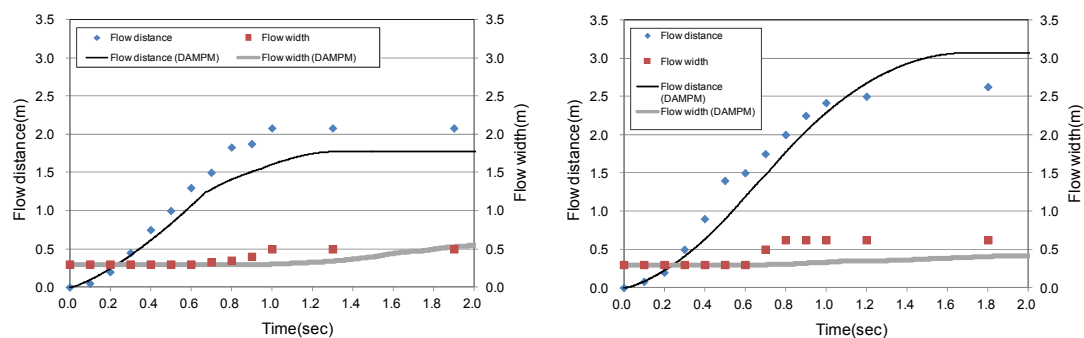 3.5
3.0
2.5
2.0
1.5
1.0
0.5
0.0
Flow distance(m)
Flow distance
Flow width
Flow distance (DAMPM)
Flow width (DAMPM)
3.5
3.0
2.5
2.0
1.5
1.0
0.5
0.0
Flow width(m)
0.0 0.2 0.4 0.6 0.8 1.0 1.2 1.4 1.6 1.8 2.0
Time(sec)
3.5
3.0
2.5
2.0
1.5
1.0
0.5
0.0
Flow distance(m)
Flow distance
Flow width
Flow distance
(DAMPM)
Flow width (DAMPM)
3.5
3.0
2.5
2.0
1.5
1.0
0.5
0.0
Flow width(m)
0.0 0.2 0.4 0.6 0.8 1.0 1.2 1.4 1.6 1.8 2.0
Time(sec)